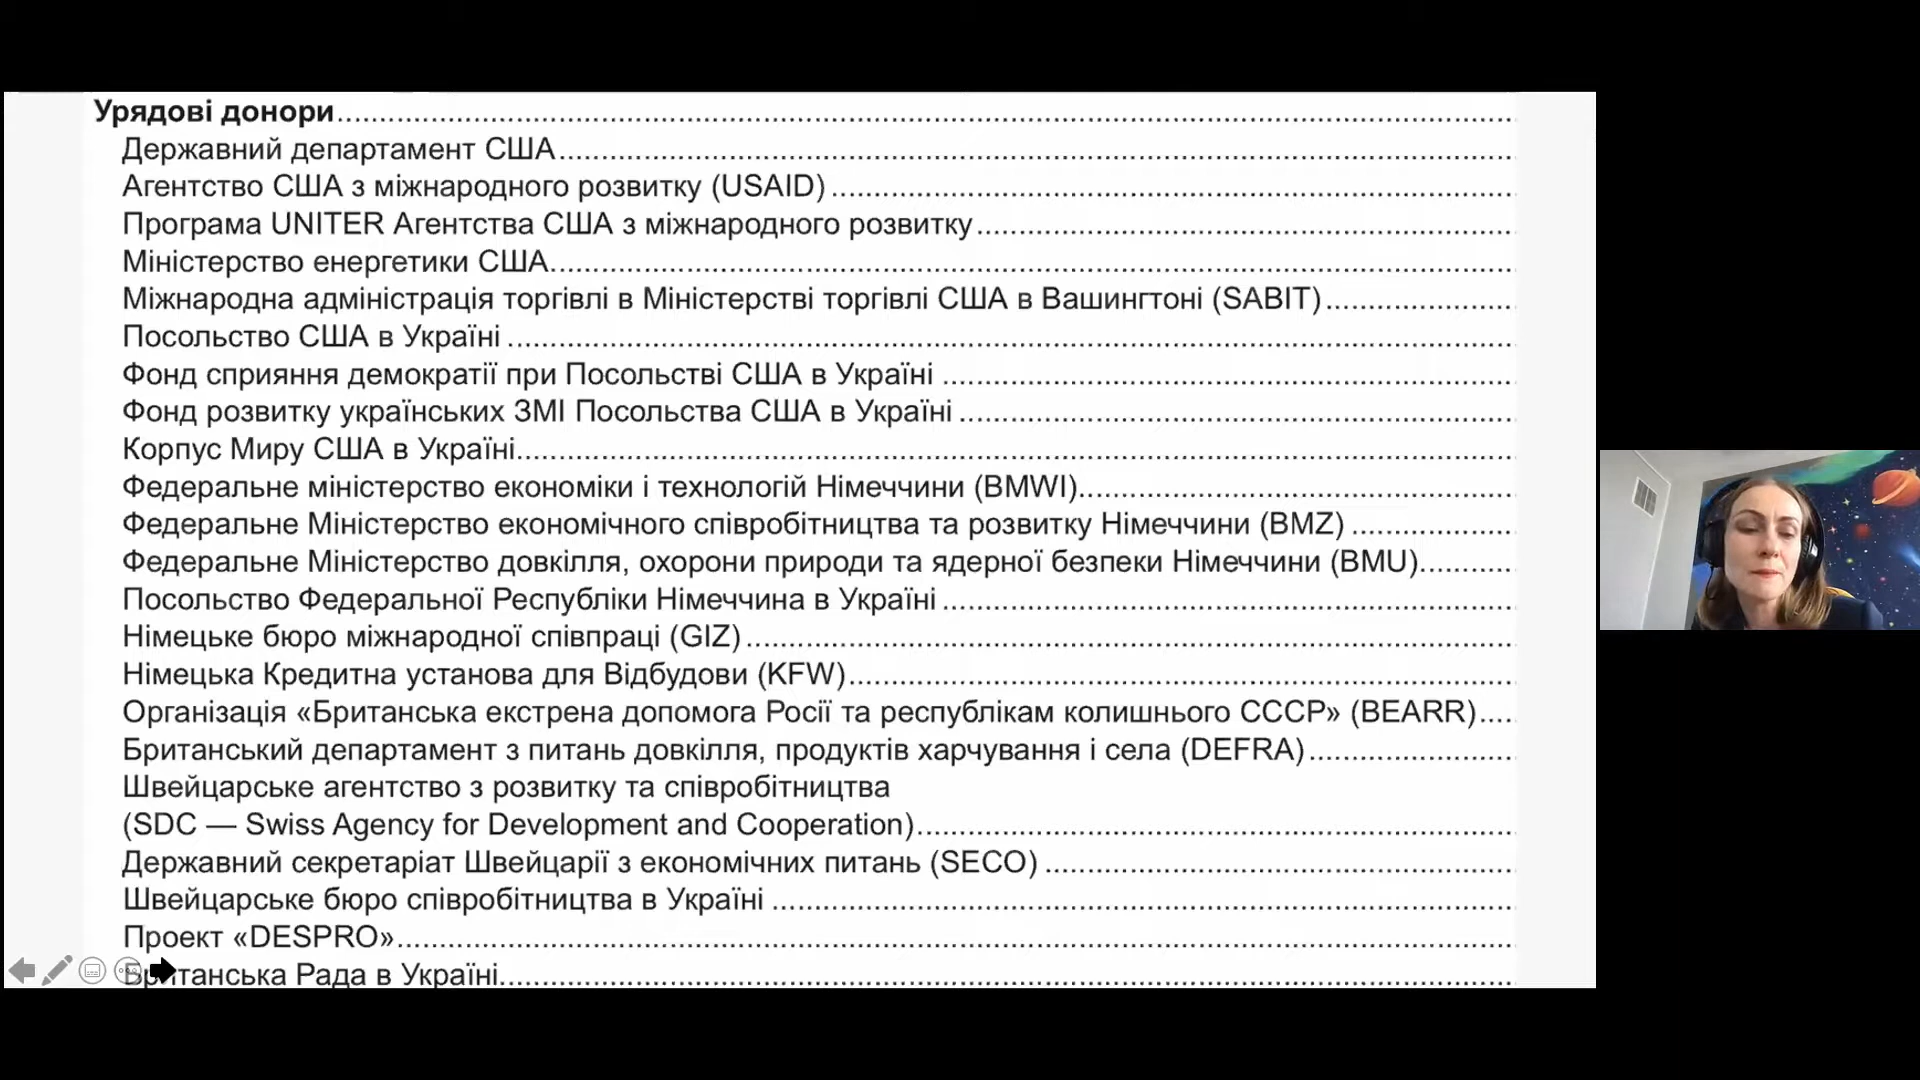 Урядові донори
Державний департамент США
Агентство США з міжнародного розвитку (USAID)
Програма UNITER Агентства США з міжнародного розвитку
Міністерство енергетики США
Міжнародна адміністрація торгівлі в Міністерстві торгівлі США в Вашингтоні (SABIT)
Посольство США в Україні
Фонд сприяння демократії при Посольстві США в Україні
Фонд розвитку українських ЗМІ Посольства США в Україні
Корпус Миру США в Україні
Федеральне міністерство економіки і технологій Німеччини (BMWI)
Федеральне Міністерство економічного співробітництва та розвитку Німеччини (BMZ)
Федеральне Міністерство довкілля, охорони природи та ядерної безпеки Німеччини (BMU)
Посольство Федеральної Республіки Німеччина в Україні
Німецьке бюро міжнародної співпраці (GIZ)
Німецька Кредитна установа для Відбудови (KFW)
Організація «Британська екстрена допомога Росії та республікам колишнього СССР» (BEARR)
Британський департамент з питань довкілля, продуктів харчування і села (DEFRA)
Швейцарське агентство з розвитку та співробітництва
(SDC — Swiss Agency for Development and Cooperation)
Державний секретаріат Швейцарії з економічних питань (SECO)
Швейцарське бюро співробітництва в Україні
Проект «DESPRO»
Британська Рада в Україні